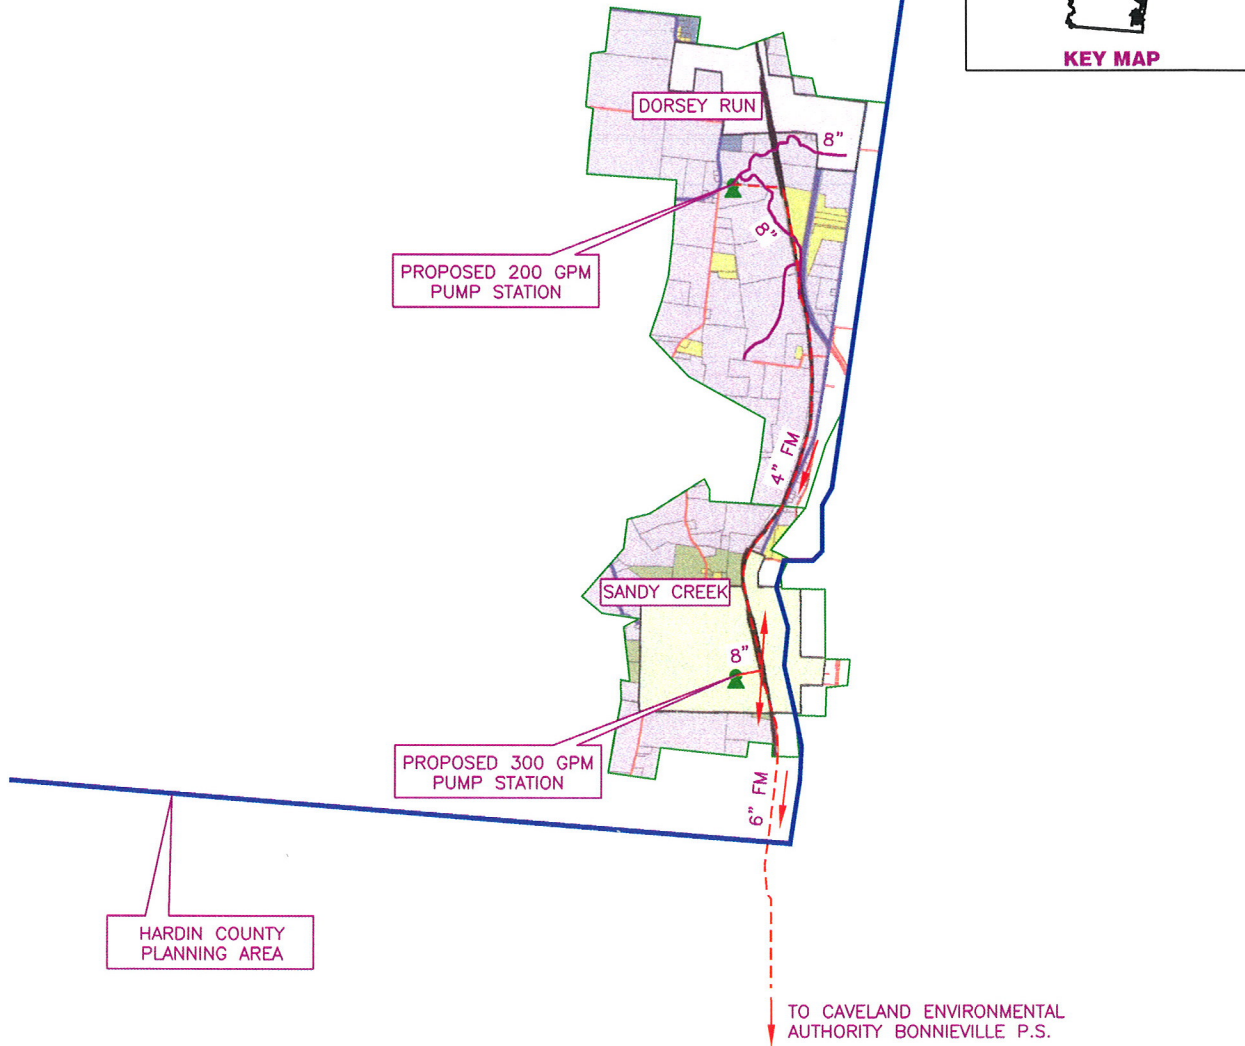 KEY MAP
DORSEY RUN
8"
8"
PROPOSED 200 GPM
PUMP STATION
4" FM
SANDY CREEK
8"
PROPOSED 300 GPM
PUMP STATION
6" FM
HARDIN COUNTY
PLANNING AREA
TO CAVELAND ENVIRONMENTAL
AUTHORITY BONNIEVILLE P.S.